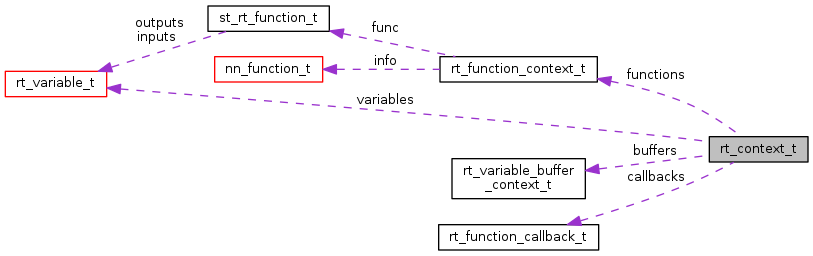 st_rt_function_t
outputs
inputs
func
nn_function_t
info
rt_function_context_t
functions
rt_variable_t
variables
rt_context_t
buffers
rt_variable_buffer
_context_t
callbacks
rt_function_callback_t